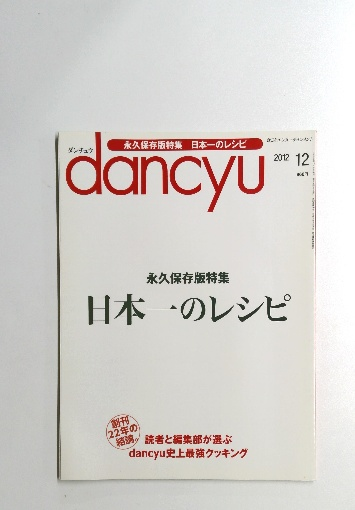 永久保存版特集 日本一のレシピ
ダンチュウ
dancyu
2012 12
永久保存版特集
日本一のレシピ
創刊
22年の
結論!!
読者と編集部が選ぶ
dancyu史上最強クッキング